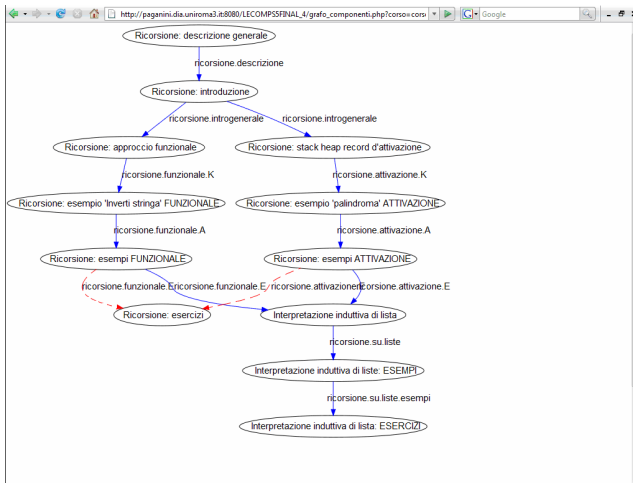 http://paganini.dia.uniroma3.it:8080/LECOMPS5FINAL_4/grafo_componenti.php?corso=cors
Google
Ricorsione: descrizione generale
ricorsione.descrizione
Ricorsione: introduzione
ricorsione.introgenerale
ricorsione.introgenerale
Ricorsione: approccio funzionale
Ricorsione: stack heap record d'attivazione
ricorsione.funzionale.K
ricorsione.attivazione.K
Ricorsione: esempio 'Inverti stringa' FUNZIONALE
Ricorsione: esempio 'palindroma' ATTIVAZIONE
ricorsione.funzionale.A
ricorsione.attivazione.A
Ricorsione: esempi FUNZIONALE
Ricorsione: esempi ATTIVAZIONE
ricorsione.funzionale.E
ricorsione.funzionale.E
ricorsione.attivazione.E
ricorsione.attivazione.E
Ricorsione: esercizi
Interpretazione induttiva di lista
ricorsione.su.liste
Interpretazione induttiva di liste: ESEMPI
ricorsione.su.liste.esempi
Interpretazione induttiva di lista: ESERCIZI